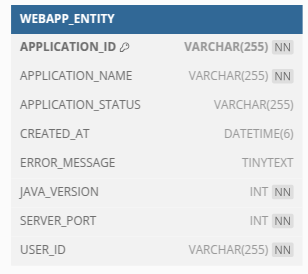 WEBAPP_ENTITY
APPLICATION_ID VARCHAR(255) NN
APPLICATION_NAME VARCHAR(255) NN
APPLICATION_STATUS VARCHAR(255)
CREATED_AT DATETIME(6)
ERROR_MESSAGE TINYTEXT
JAVA_VERSION INT NN
SERVER_PORT INT NN
USER_ID VARCHAR(255) NN